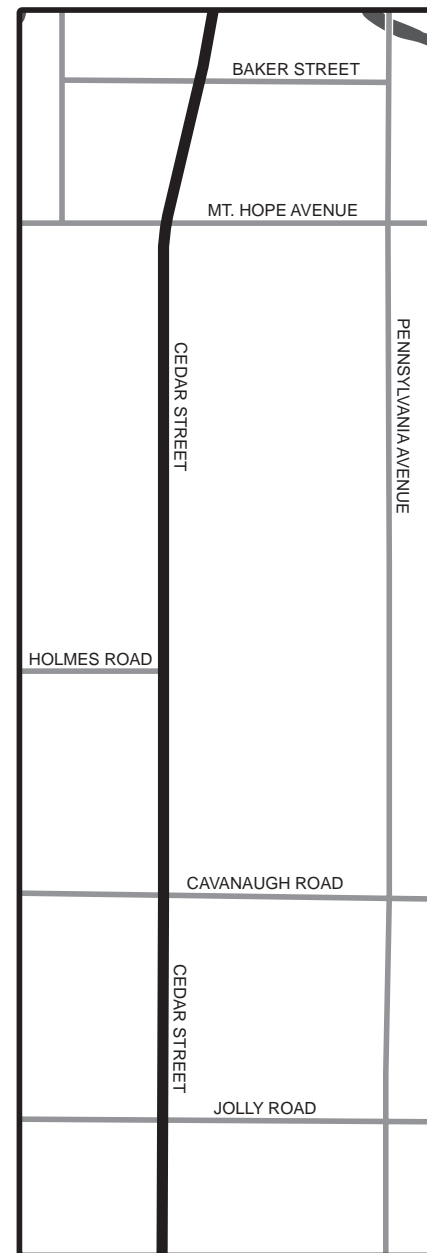 BAKER STREET
MT. HOPE AVENUE
CEDAR STREET
PENNSYLVANIA AVENUE
HOLMES ROAD
CAVANAUGH ROAD
CEDAR STREET
JOLLY ROAD